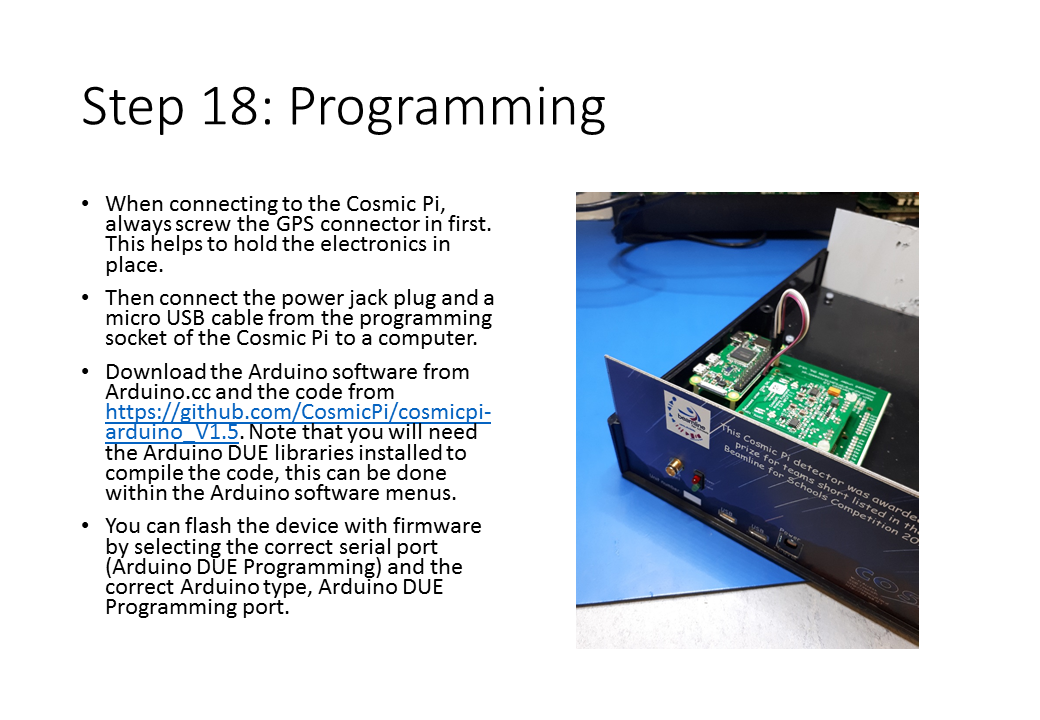 Step 18: Programming
• When connecting to the Cosmic Pi,
always screw the GPS connector in first.
This helps to hold the electronics in
place.
• Then connect the power jack plug and a
micro USB cable from the programming
socket of the Cosmic Pi to a computer.
• Download the Arduino software from
Arduino.cc and the code from
https://github.com/CosmicPi/cosmicpi-
arduino_V1.5. Note that you will need
the Arduino DUE libraries installed to
compile the code, this can be done
within the Arduino software menus.
• You can flash the device with firmware
by selecting the correct serial port
(Arduino DUE Programming) and the
correct Arduino type, Arduino DUE
Programming port.
This Cosmic Pi detector was awarded
prize for teams short listed in the
Beamline for Schools Competition 20
USB
USB
Power
COS